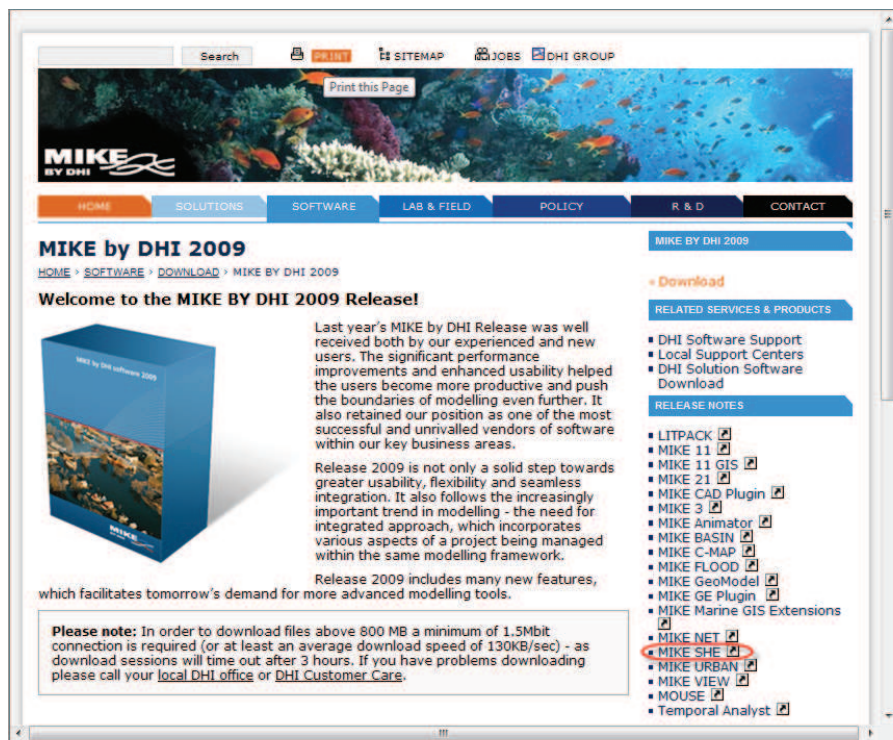 Search PRINT SITEMAP JOBS DHI GROUP
Print this Page
MIKE
BY DHI
HOME SOLUTIONS SOFTWARE LAB & FIELD POLICY R & D CONTACT
MIKE by DHI 2009
HOME › SOFTWARE › DOWNLOAD › MIKE BY DHI 2009
Welcome to the MIKE BY DHI 2009 Release!
MIKE by DHI software 2009
MIKE
BY DHI
Last year's MIKE by DHI Release was well
received both by our experienced and new
users. The significant performance
improvements and enhanced usability helped
the users become more productive and push
the boundaries of modelling even further. It
also retained our position as one of the most
successful and unrivalled vendors of software
within our key business areas.
Release 2009 is not only a solid step towards
greater usability, flexibility and seamless
integration. It also follows the increasingly
important trend in modelling - the need for
integrated approach, which incorporates
various aspects of a project being managed
within the same modelling framework.
Release 2009 includes many new features,
which facilitates tomorrow's demand for more advanced modelling tools.
Please note: In order to download files above 800 MB a minimum of 1.5Mbit
connection is required (or at least an average download speed of 130KB/sec) - as
download sessions will time out after 3 hours. If you have problems downloading
please call your local DHI office or DHI Customer Care.
MIKE BY DHI 2009
» Download
RELATED SERVICES & PRODUCTS
DHI Software Support
Local Support Centers
DHI Solution Software
Download
RELEASE NOTES
LITPACK
MIKE 11
MIKE 11 GIS
MIKE 21
MIKE CAD Plugin
MIKE 3
MIKE Animator
MIKE BASIN
MIKE C-MAP
MIKE FLOOD
MIKE GeoModel
MIKE GE Plugin
MIKE Marine GIS Extensions
MIKE NET
MIKE SHE
MIKE URBAN
MIKE VIEW
MOUSE
Temporal Analyst